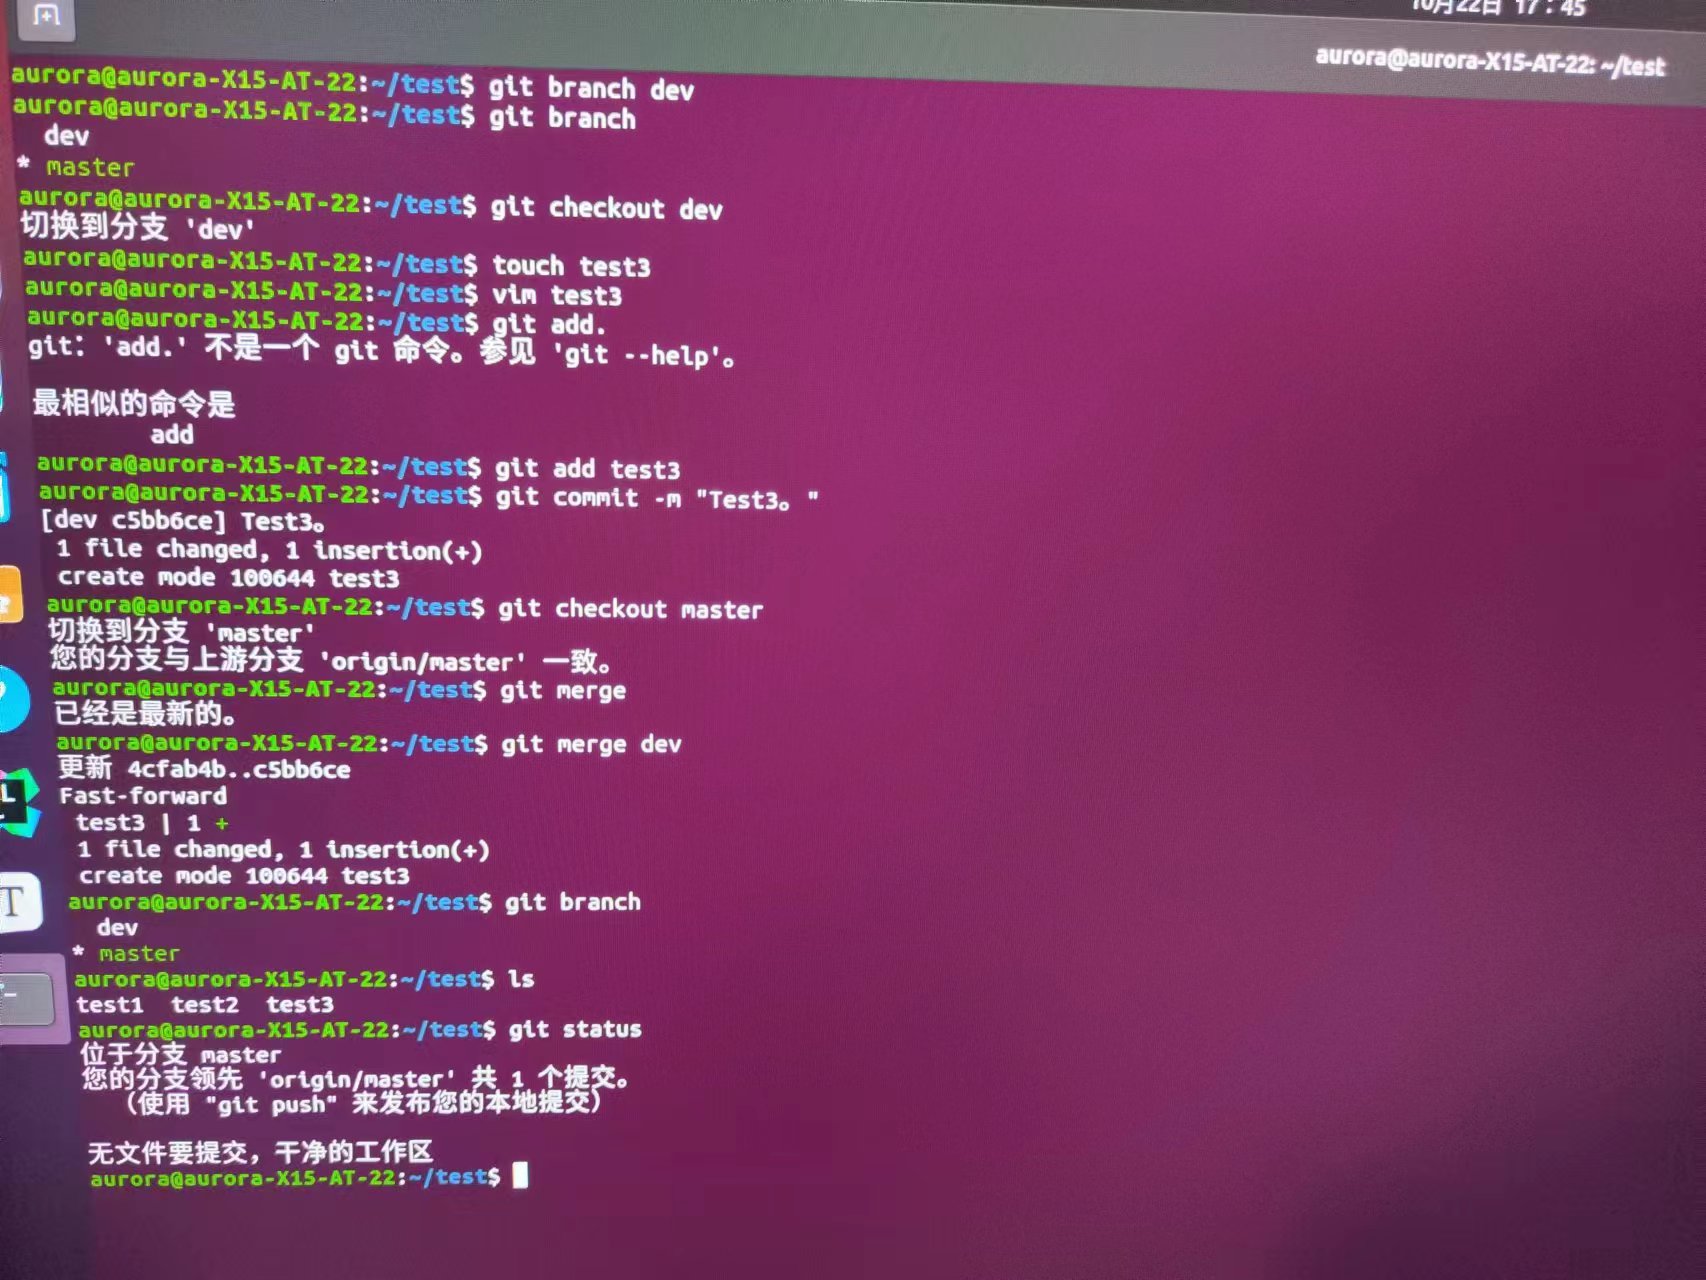 10月22日 17：45
aurora@aurora-X15-AT-22: ~/test
aurora@aurora-X15-AT-22:~/test$ git branch dev
aurora@aurora-X15-AT-22:~/test$ git branch
dev
* master
aurora@aurora-X15-AT-22:~/test$ git checkout dev
切换到分支 'dev'
aurora@aurora-X15-AT-22:~/test$ touch test3
aurora@aurora-X15-AT-22:~/test$ vim test3
aurora@aurora-X15-AT-22:~/test$ git add.
git：'add.' 不是一个 git 命令。参见 'git --help'。
最相似的命令是
add
aurora@aurora-X15-AT-22:~/test$ git add test3
aurora@aurora-X15-AT-22:~/test$ git commit -m "Test3。"
[dev c5bb6ce] Test3。
1 file changed, 1 insertion(+)
create mode 100644 test3
aurora@aurora-X15-AT-22:~/test$ git checkout master
切换到分支 'master'
您的分支与上游分支 'origin/master' 一致。
aurora@aurora-X15-AT-22:~/test$ git merge
已经是最新的。
aurora@aurora-X15-AT-22:~/test$ git merge dev
更新 4cfab4b..c5bb6ce
Fast-forward
test3 | 1 +
1 file changed, 1 insertion(+)
create mode 100644 test3
aurora@aurora-X15-AT-22:~/test$ git branch
dev
* master
aurora@aurora-X15-AT-22:~/test$ ls
test1 test2 test3
aurora@aurora-X15-AT-22:~/test$ git status
位于分支 master
您的分支领先 'origin/master' 共 1 个提交。
（使用 "git push" 来发布您的本地提交）
无文件要提交，干净的工作区
aurora@aurora-X15-AT-22:~/test$
T